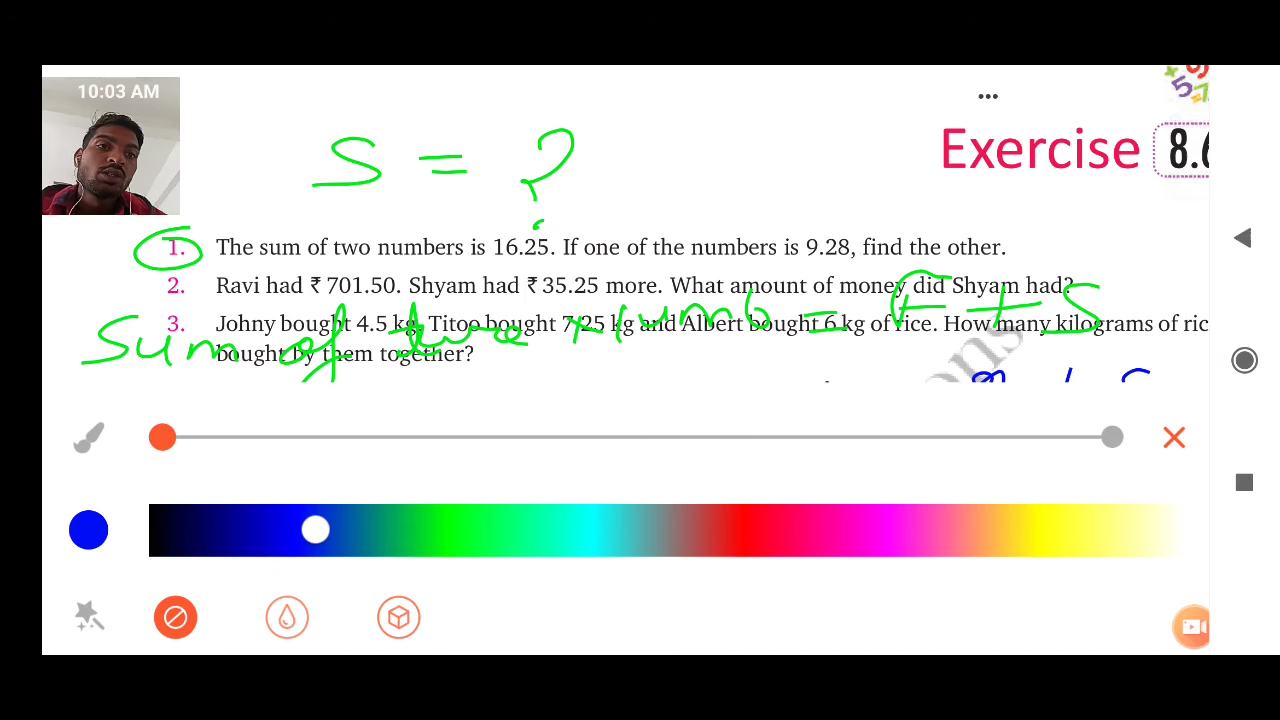 10:03 AM
S = ?
Exercise 8.6
1. The sum of two numbers is 16.25. If one of the numbers is 9.28, find the other.
2. Ravi had ₹ 701.50. Shyam had ₹ 35.25 more. What amount of money did Shyam had?
Sum of two numb = F + S
3. Johny bought 4.5 kg, Titoo bought 7.25 kg and Albert bought 6 kg of rice. How many kilograms of ric
bought by them together?